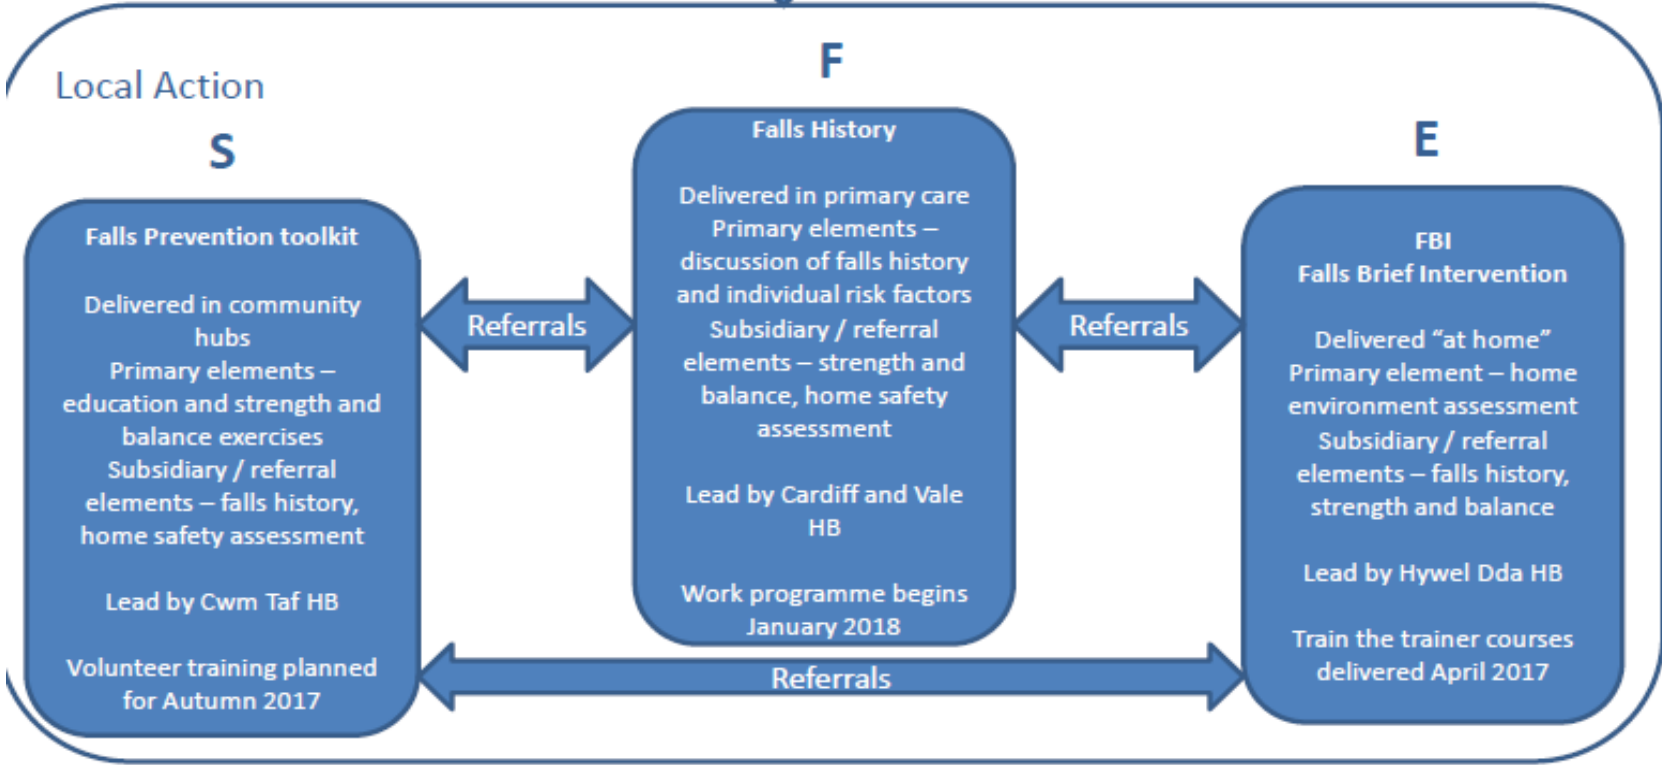 Local Action
S
Falls Prevention toolkit
Delivered in community
hubs
Primary elements –
education and strength and
balance exercises
Subsidiary / referral
elements – falls history,
home safety assessment
Lead by Cwm Taf HB
Volunteer training planned
for Autumn 2017
Referrals
F
Falls History
Delivered in primary care
Primary elements –
discussion of falls history
and individual risk factors
Subsidiary / referral
elements – strength and
balance, home safety
assessment
Lead by Cardiff and Vale
HB
Work programme begins
January 2018
Referrals
E
FBI
Falls Brief Intervention
Delivered “at home”
Primary element – home
environment assessment
Subsidiary / referral
elements – falls history,
strength and balance
Lead by Hywel Dda HB
Train the trainer courses
delivered April 2017
Referrals